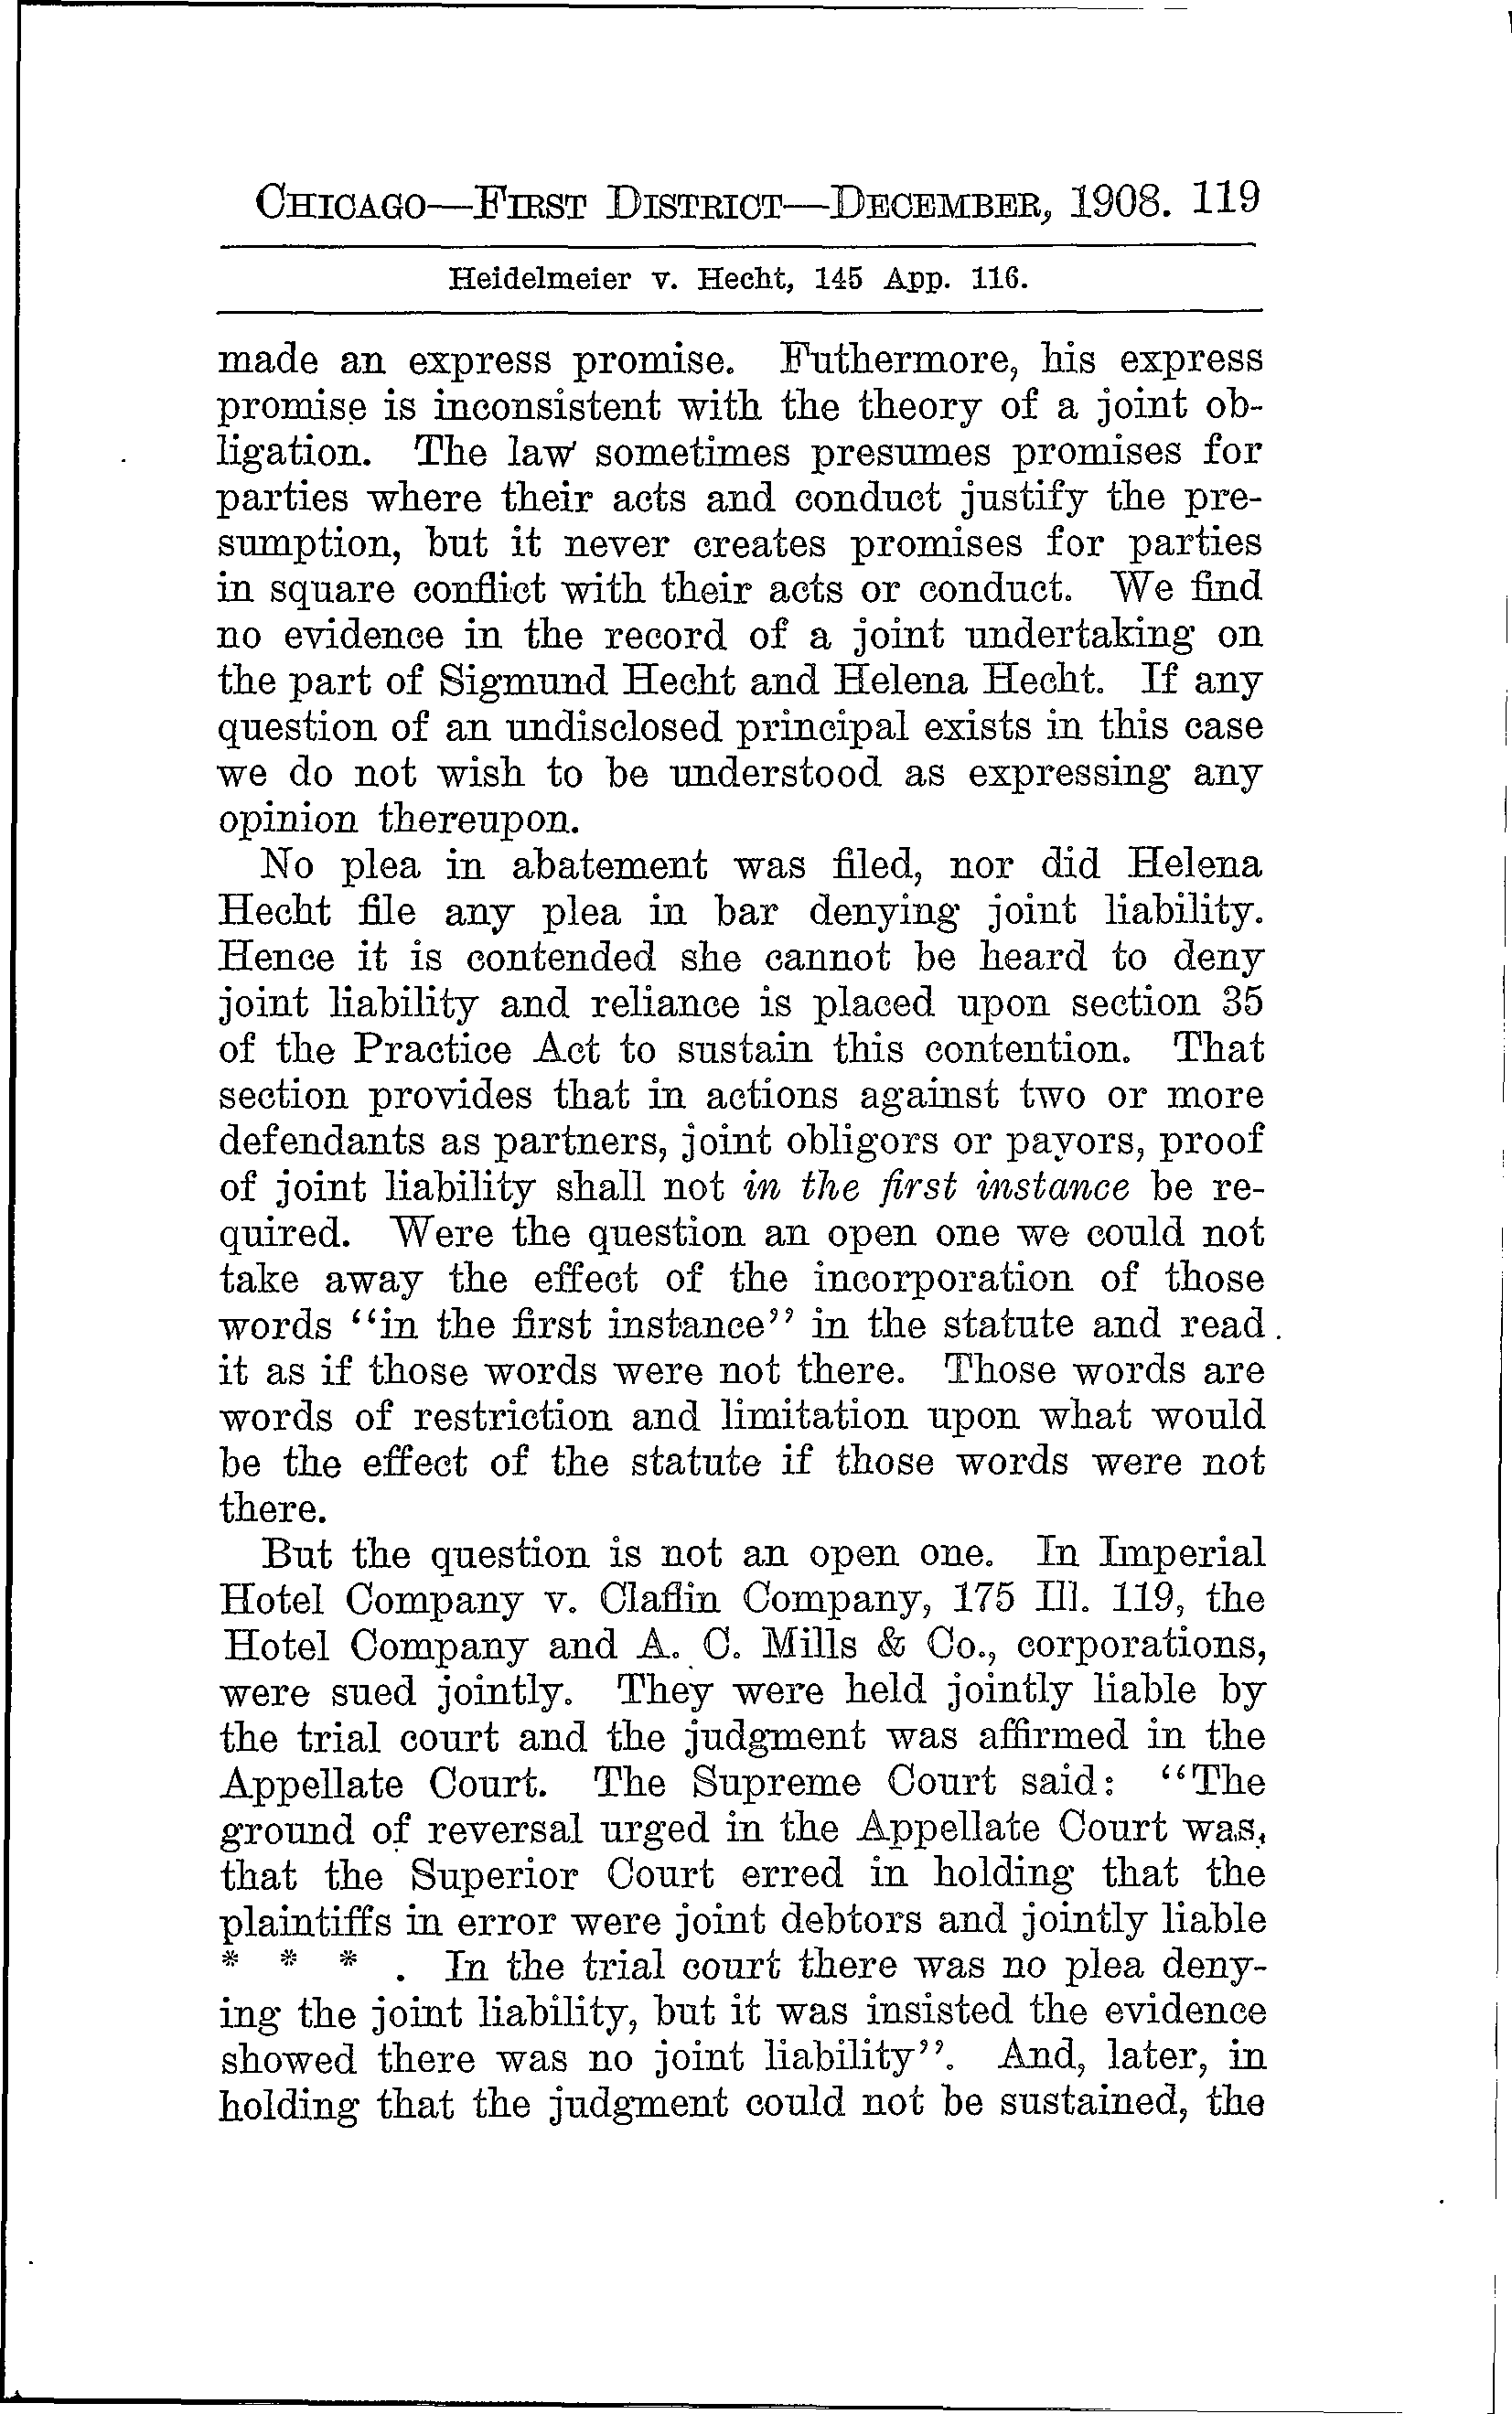 CHICAGO—FIRST DISTRICT—DECEMBER, 1908. 119
Heidelmeier v. Hecht, 145 App. 116.
made an express promise. Futhermore, his express
promise is inconsistent with the theory of a joint ob-
ligation. The law sometimes presumes promises for
parties where their acts and conduct justify the pre-
sumption, but it never creates promises for parties
in square conflict with their acts or conduct. We find
no evidence in the record of a joint undertaking on
the part of Sigmund Hecht and Helena Hecht. If any
question of an undisclosed principal exists in this case
we do not wish to be understood as expressing any
opinion thereupon.
No plea in abatement was filed, nor did Helena
Hecht file any plea in bar denying joint liability.
Hence it is contended she cannot be heard to deny
joint liability and reliance is placed upon section 35
of the Practice Act to sustain this contention. That
section provides that in actions against two or more
defendants as partners, joint obligors or payors, proof
of joint liability shall not in the first instance be re-
quired. Were the question an open one we could not
take away the effect of the incorporation of those
words “in the first instance” in the statute and read
it as if those words were not there. Those words are
words of restriction and limitation upon what would
be the effect of the statute if those words were not
there.
But the question is not an open one. In Imperial
Hotel Company v. Claflin Company, 175 Ill. 119, the
Hotel Company and A. C. Mills & Co., corporations,
were sued jointly. They were held jointly liable by
the trial court and the judgment was affirmed in the
Appellate Court. The Supreme Court said: “The
ground of reversal urged in the Appellate Court was,
that the Superior Court erred in holding that the
plaintiffs in error were joint debtors and jointly liable
* * * . In the trial court there was no plea deny-
ing the joint liability, but it was insisted the evidence
showed there was no joint liability”. And, later, in
holding that the judgment could not be sustained, the